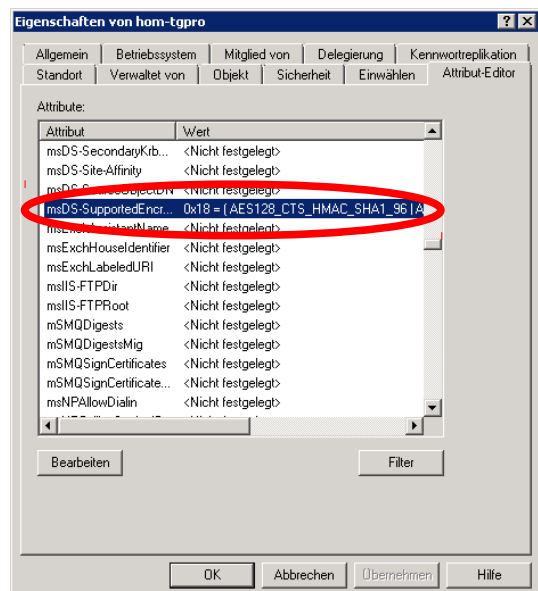 Eigenschaften von hom-tgpro
Allgemein Betriebssystem Mitglied von Delegierung Kennwortreplikation
Standort Verwaltet von Objekt Sicherheit Einwählen Attribut-Editor
Attribute:
Attribut Wert
msDS-SecondaryKrb... <Nicht festgelegt>
msDS-Site-Affinity <Nicht festgelegt>
msDS-SourceObjectDN <Nicht festgelegt>
msDS-SupportedEncr... 0x18 = ( AES128_CTS_HMAC_SHA1_96 | A
msExchAssistantName <Nicht festgelegt>
msExchHouseIdentifier <Nicht festgelegt>
msExchLabeledURI <Nicht festgelegt>
msIIS-FTPDir <Nicht festgelegt>
msIIS-FTPRoot <Nicht festgelegt>
mSMQDigests <Nicht festgelegt>
mSMQDigestsMig <Nicht festgelegt>
mSMQSignCertificates <Nicht festgelegt>
mSMQSignCertificate... <Nicht festgelegt>
msNPAllowDialin <Nicht festgelegt>
Bearbeiten Filter
OK Abbrechen Übernehmen Hilfe